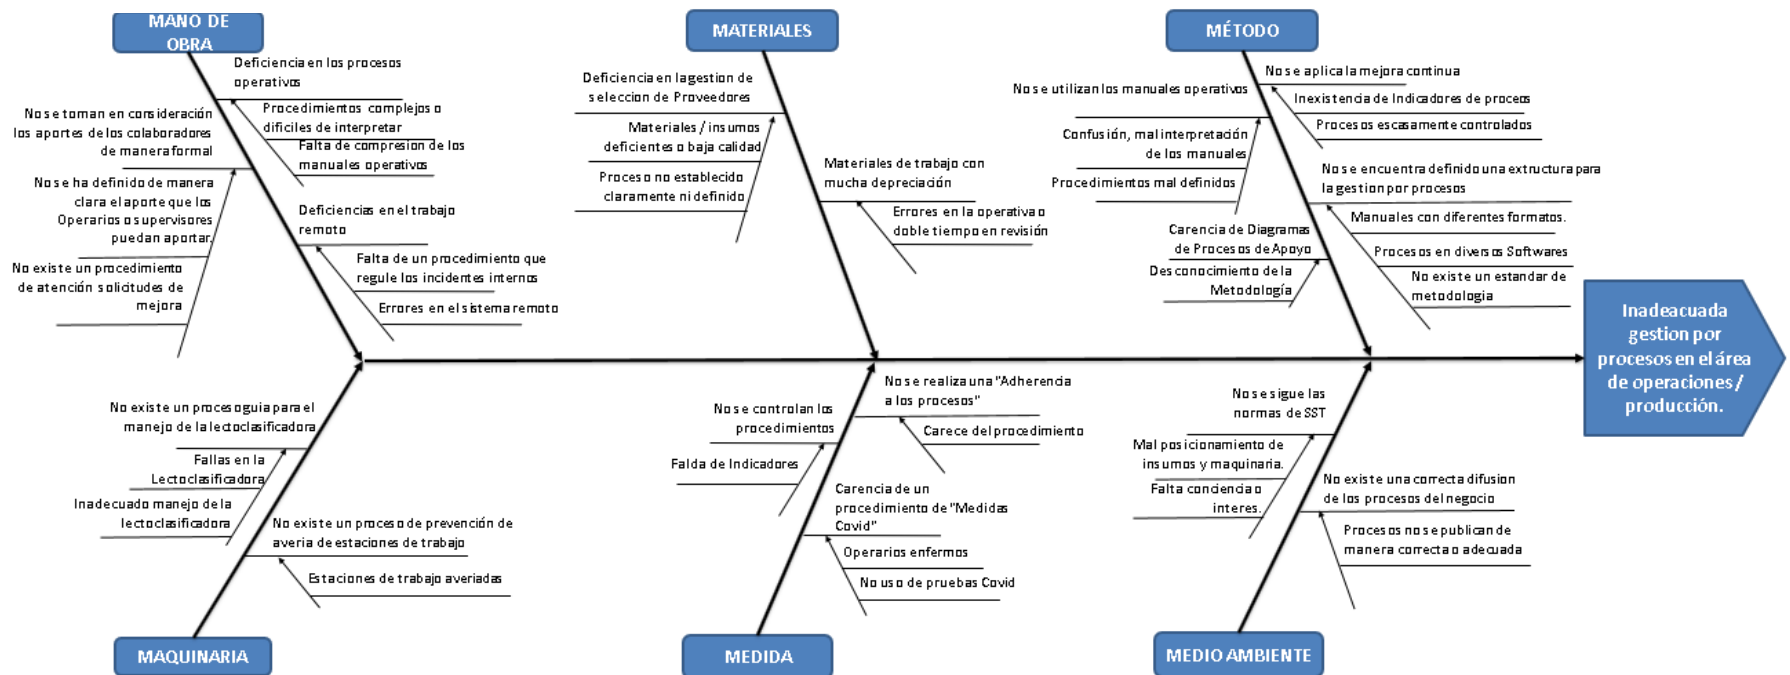 MANO DE
OBRA
Deficiencia en los procesos
operativos
Procedimientos complejos o
dificiles de interpretar
Falta de compresion de los
manuales operativos
No se toman en consideración
los aportes de los colaboradores
de manera formal
No se ha definido de manera
clara el aporte que los
Operarios o supervisores
puedan aportar.
No existe un procedimiento
de atención solicitudes de
mejora
Deficiencias en el trabajo
remoto
Falta de un procedimiento que
regule los incidentes internos
Errores en el sistema remoto
MATERIALES
Deficiencia en la gestion de
seleccion de Proveedores
Materiales / insumos
deficientes o baja calidad
Proceso no establecido
claramente ni definido
Materiales de trabajo con
mucha depreciación
Errores en la operativa o
doble tiempo en revisión
MÉTODO
No se utilizan los manuales operativos
Confusión, mal interpretación
de los manuales
Procedimientos mal definidos
Carencia de Diagramas
de Procesos de Apoyo
Desconocimiento de la
Metodología
No se aplica la mejora continua
Inexistencia de Indicadores de proceos
Procesos escasamente controlados
No se encuentra definido una extructura para
la gestion por procesos
Manuales con diferentes formatos.
Procesos en diversos Softwares
No existe un estandar de
metodologia
Inadeacuada
gestion por
procesos en el área
de operaciones /
producción.
No existe un proceso guia para el
manejo de la lectoclasificadora
Fallas en la
Lectoclasificadora
Inadecuado manejo de la
lectoclasificadora
No existe un proceso de prevención de
averia de estaciones de trabajo
Estaciones de trabajo averiadas
MAQUINARIA
No se realiza una "Adherencia
a los procesos"
Carece del procedimiento
No se controlan los
procedimientos
Falda de Indicadores
Carencia de un
procedimiento de "Medidas
Covid"
Operarios enfermos
No uso de pruebas Covid
MEDIDA
No se sigue las
normas de SST
Mal posicionamiento de
insumos y maquinaria.
Falta conciencia o
interes.
No existe una correcta difusion
de los procesos del negocio
Procesos no se publican de
manera correcta o adecuada
MEDIO AMBIENTE